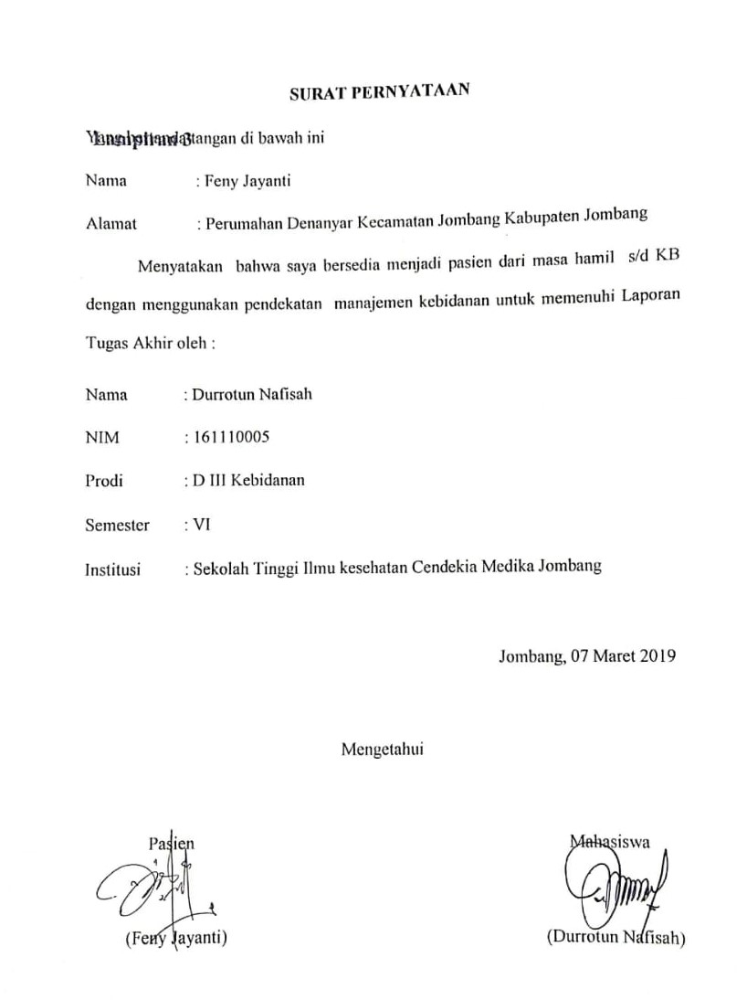 SURAT PERNYATAAN
Yang bertandatangan di bawah ini
Lampiran 3
Nama : Feny Jayanti
Alamat : Perumahan Denanyar Kecamatan Jombang Kabupaten Jombang
Menyatakan bahwa saya bersedia menjadi pasien dari masa hamil s/d KB
dengan menggunakan pendekatan manajemen kebidanan untuk memenuhi Laporan
Tugas Akhir oleh :
Nama : Durrotun Nafisah
NIM : 161110005
Prodi : D III Kebidanan
Semester : VI
Institusi : Sekolah Tinggi Ilmu kesehatan Cendekia Medika Jombang
Jombang, 07 Maret 2019
Mengetahui
Pasien Mahasiswa
(Feny Jayanti) (Durrotun Nafisah)